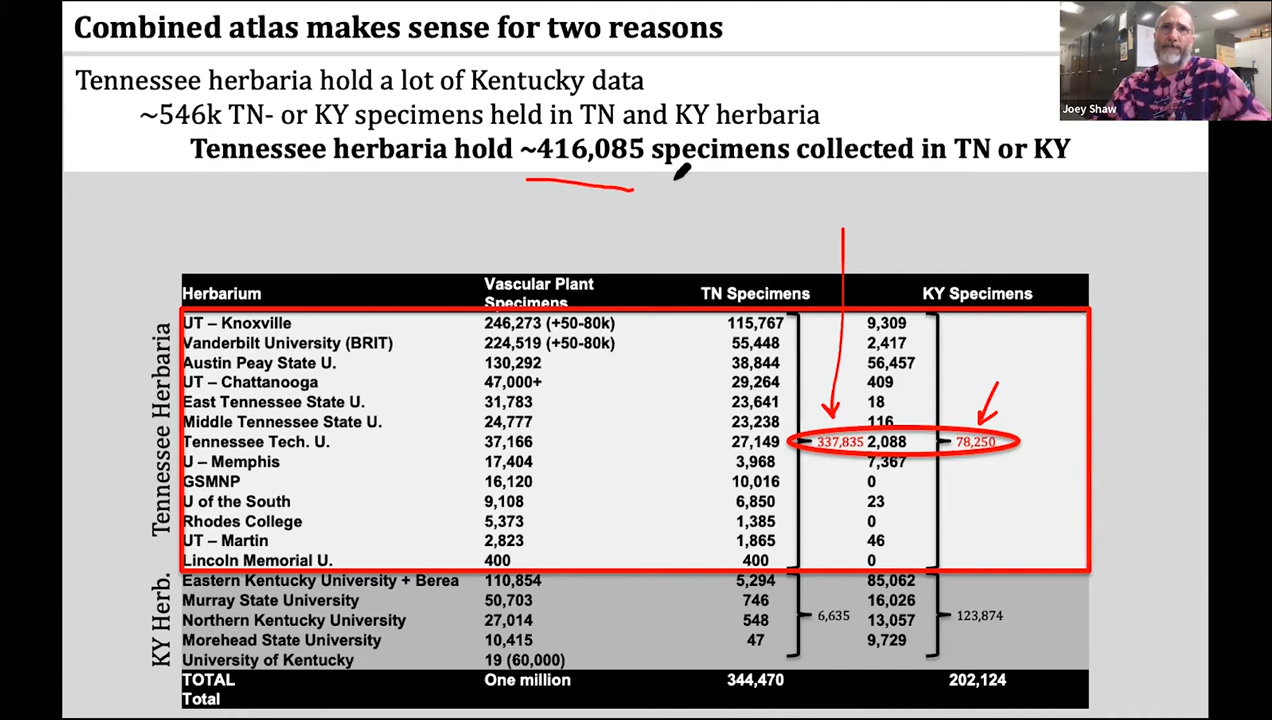 Combined atlas makes sense for two reasons
Joey Shaw
Tennessee herbaria hold a lot of Kentucky data
~546k TN- or KY specimens held in TN and KY herbaria
Tennessee herbaria hold ~416,085 specimens collected in TN or KY
Herbarium Vascular Plant Specimens TN Specimens KY Specimens
Tennessee Herbaria
UT – Knoxville 246,273 (+50-80k) 115,767 9,309
Vanderbilt University (BRIT) 224,519 (+50-80k) 55,448 2,417
Austin Peay State U. 130,292 38,844 56,457
UT – Chattanooga 47,000+ 29,264 409
East Tennessee State U. 31,783 23,641 18
Middle Tennessee State U. 24,777 23,238 116
Tennessee Tech. U. 37,166 27,149 337,835 2,088 78,250
U – Memphis 17,404 3,968 7,367
GSMNP 16,120 10,016 0
U of the South 9,108 6,850 23
Rhodes College 5,373 1,385 0
UT – Martin 2,823 1,865 46
Lincoln Memorial U. 400 400 0
KY Herb.
Eastern Kentucky University + Berea 110,854 5,294 85,062
Murray State University 50,703 746 16,026
Northern Kentucky University 27,014 548 6,635 13,057 123,874
Morehead State University 10,415 47 9,729
University of Kentucky 19 (60,000)
TOTAL One million 344,470 202,124
Total